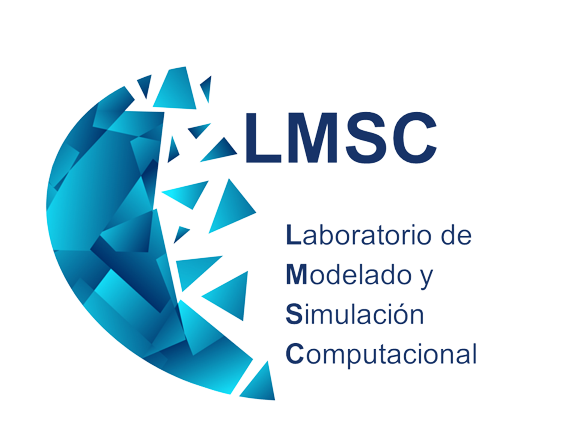 LMSC
Laboratorio de
Modelado y
Simulación
Computacional